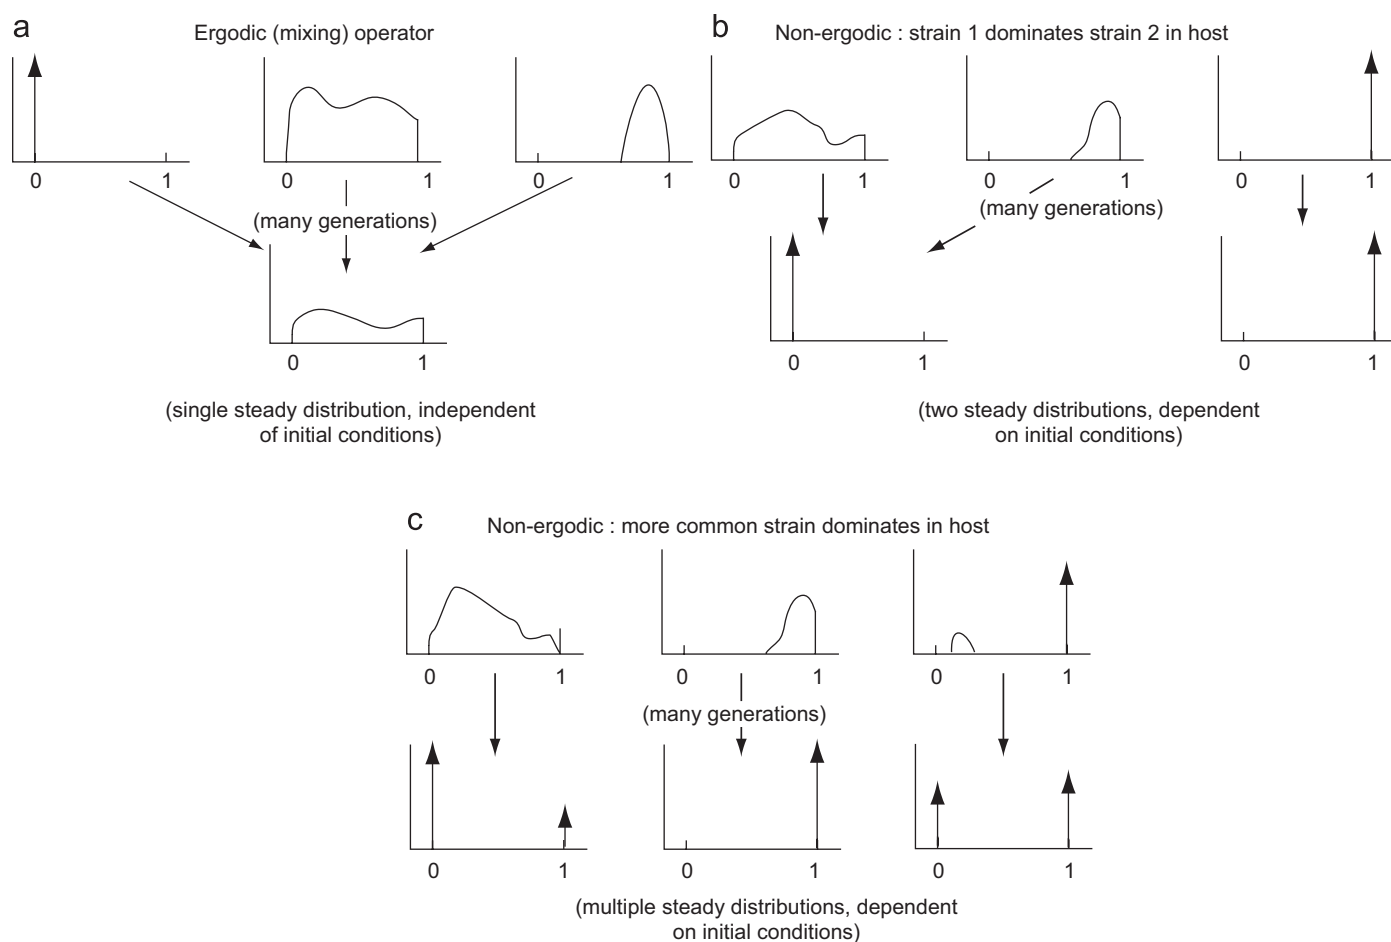 a
Ergodic (mixing) operator
0 1
0 1
0 1
(many generations)
0 1
(single steady distribution, independent
of initial conditions)
b
Non-ergodic : strain 1 dominates strain 2 in host
0 1
0 1
0 1
(many generations)
0 1
0 1
(two steady distributions, dependent
on initial conditions)
c
Non-ergodic : more common strain dominates in host
0 1
0 1
0 1
(many generations)
0 1
0 1
0 1
(multiple steady distributions, dependent
on initial conditions)